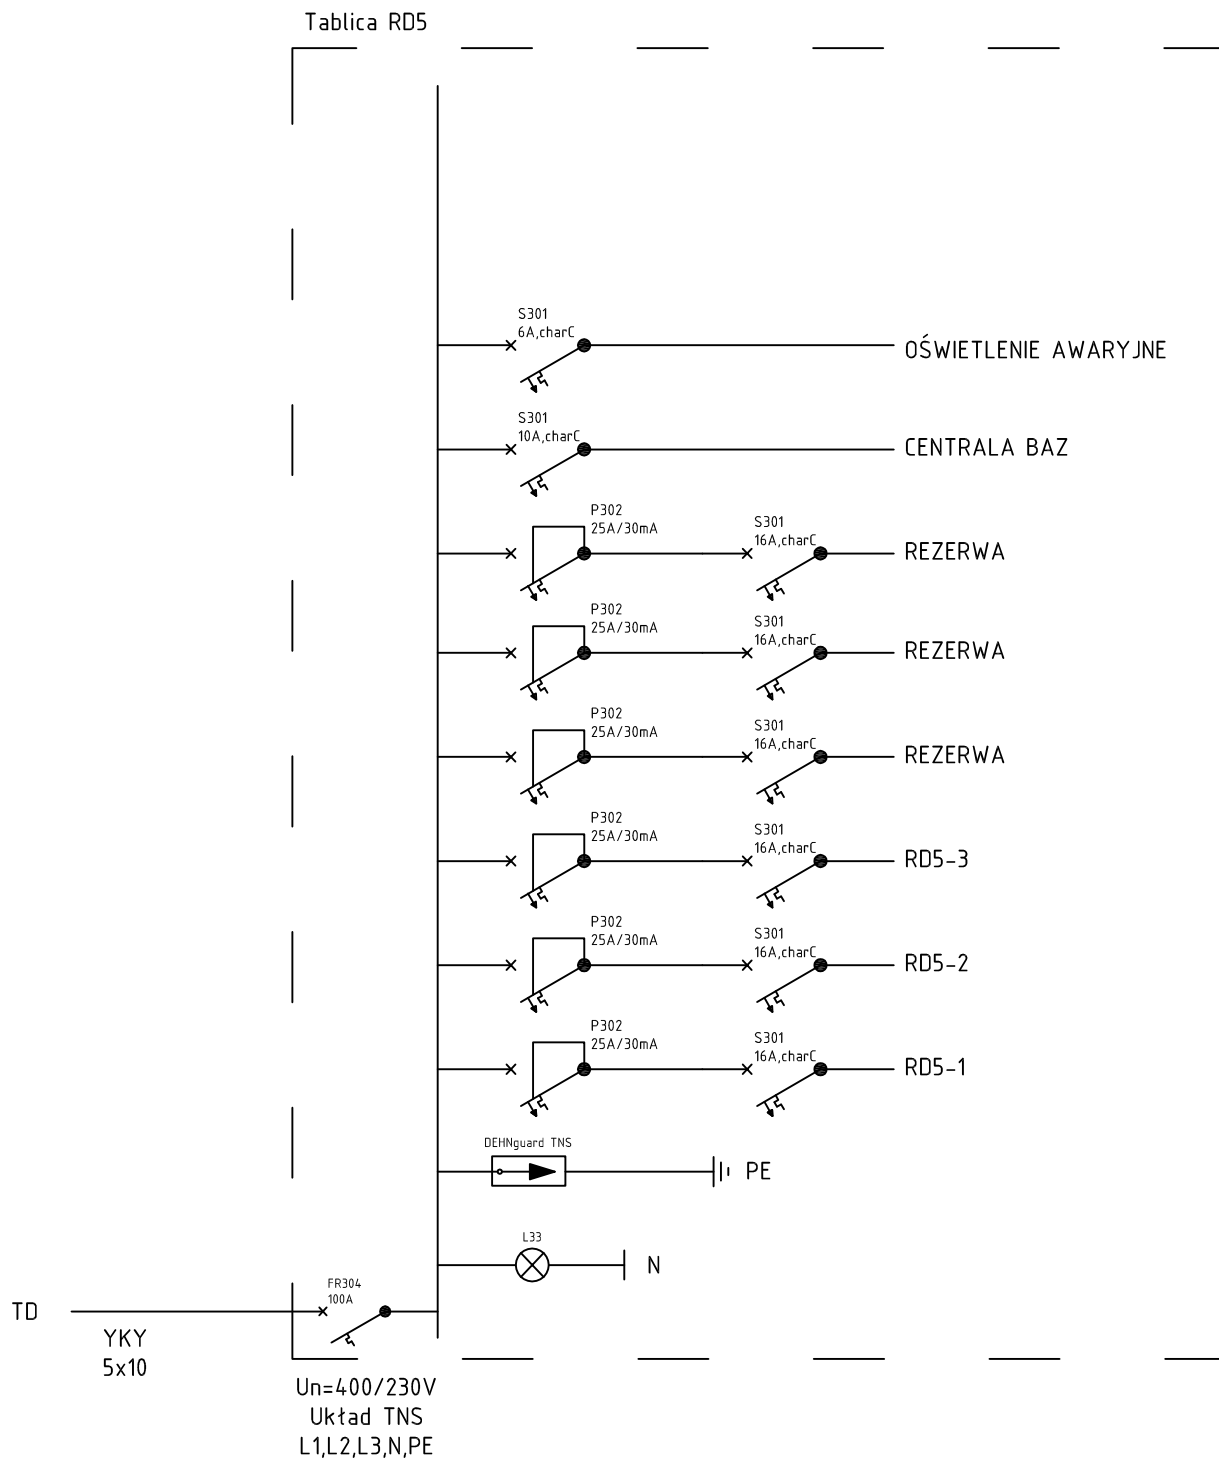 Tablica RD5
S301
6A,charC
OŚWIETLENIE AWARYJNE
S301
10A,charC
CENTRALA BAZ
P302
25A/30mA
S301
16A,charC
REZERWA
P302
25A/30mA
S301
16A,charC
REZERWA
P302
25A/30mA
S301
16A,charC
REZERWA
P302
25A/30mA
S301
16A,charC
RD5-3
P302
25A/30mA
S301
16A,charC
RD5-2
P302
25A/30mA
S301
16A,charC
RD5-1
DEHNguard TNS
PE
L33
N
FR304
100A
TD
YKY
5x10
Un=400/230V
Układ TNS
L1,L2,L3,N,PE